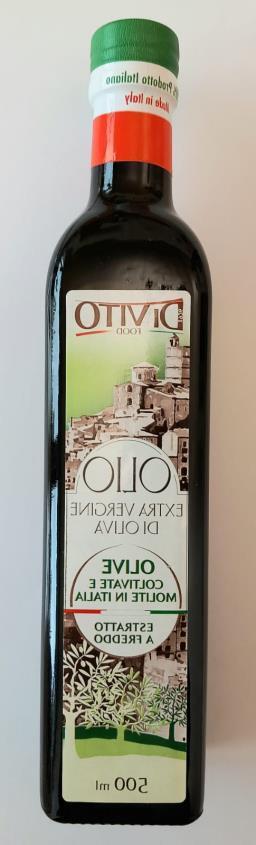 % Prodotto Italiano
Made in Italy
DiVITO
FOOD
OLIO
EXTRA VERGINE
DI OLIVA
OLIVE
COLTIVATE E
MOLITE IN ITALIA
ESTRATTO
A FREDDO
500 ml